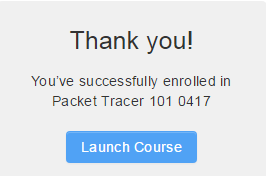 Thank you!
You've successfully enrolled in
Packet Tracer 101 0417
Launch Course